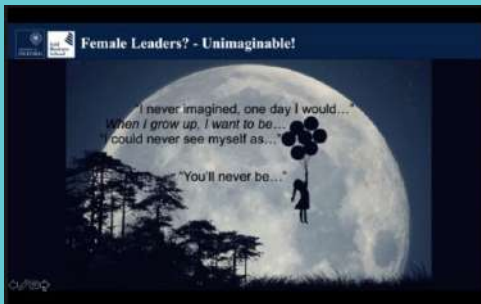 Female Leaders? - Unimaginable!
"I never imagined, one day I would..."
When I grow up, I want to be...
"I could never see myself as..."
"You'll never be..."